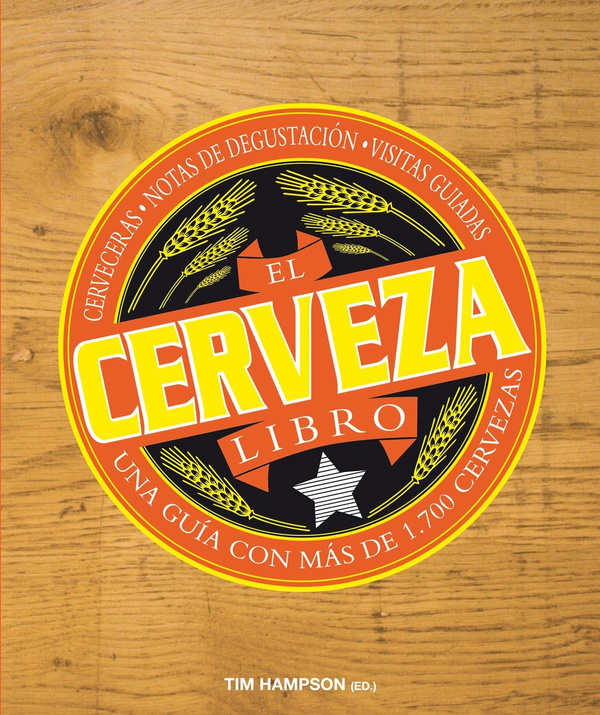 CERVECERAS • NOTAS DE DEGUSTACIÓN • VISITAS GUIADAS
EL
CERVEZA
LIBRO
UNA GUÍA CON MÁS DE 1.700 CERVEZAS
TIM HAMPSON (ED.)